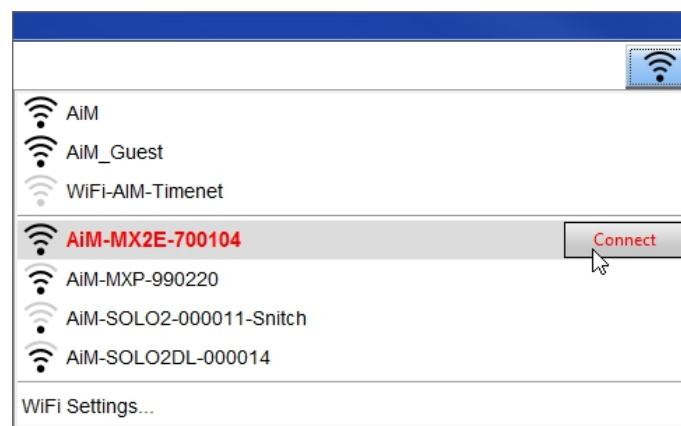 AiM
AiM_Guest
WiFi-AIM-Timenet
AiM-MX2E-700104 Connect
AiM-MXP-990220
AiM-SOLO2-000011-Snitch
AiM-SOLO2DL-000014
WiFi Settings...